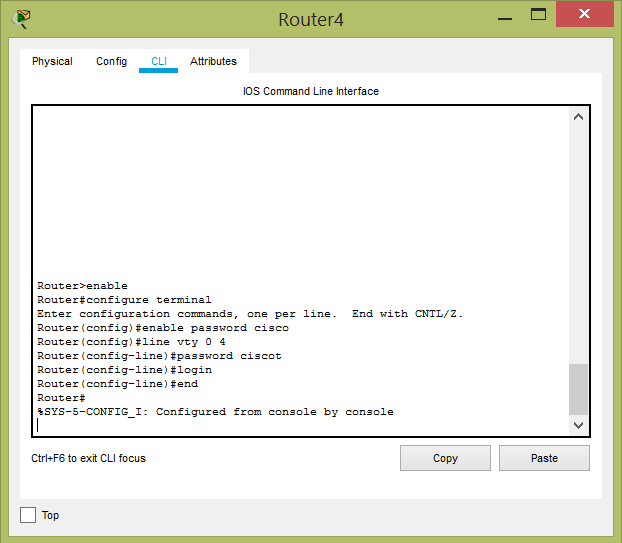 Router4
Physical Config CLI Attributes
IOS Command Line Interface
Router>enable
Router#configure terminal
Enter configuration commands, one per line.  End with CNTL/Z.
Router(config)#enable password cisco
Router(config)#line vty 0 4
Router(config-line)#password ciscot
Router(config-line)#login
Router(config-line)#end
Router#
%SYS-5-CONFIG_I: Configured from console by console
Ctrl+F6 to exit CLI focus
Copy Paste
Top